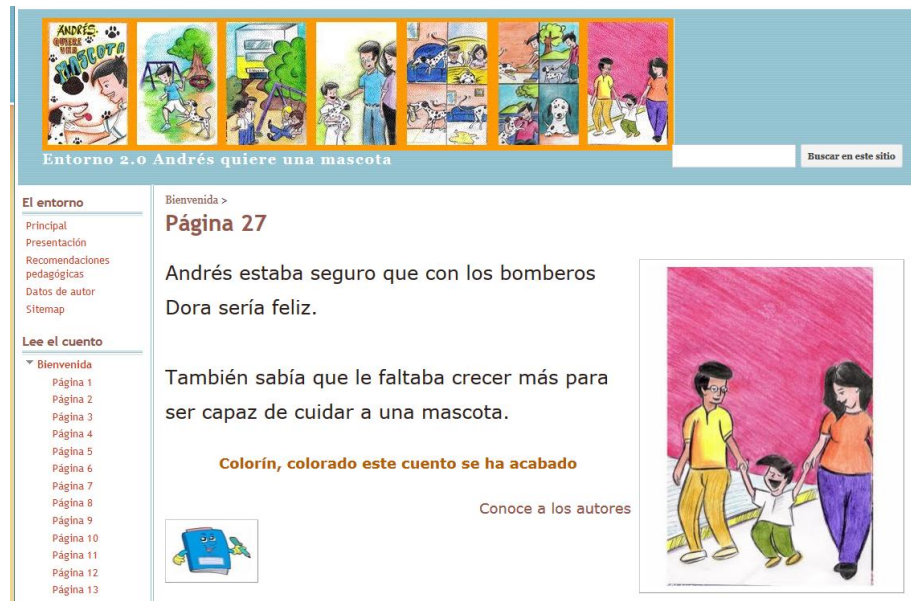 ANDRÉS
QUIERE
UNA
MASCOTA
Entorno 2.0 Andrés quiere una mascota
Buscar en este sitio
El entorno
Principal
Presentación
Recomendaciones
pedagógicas
Datos de autor
Sitemap
Lee el cuento
Bienvenida
Página 1
Página 2
Página 3
Página 4
Página 5
Página 6
Página 7
Página 8
Página 9
Página 10
Página 11
Página 12
Página 13
Bienvenida >
Página 27
Andrés estaba seguro que con los bomberos
Dora sería feliz.
También sabía que le faltaba crecer más para
ser capaz de cuidar a una mascota.
Colorín, colorado este cuento se ha acabado
Conoce a los autores